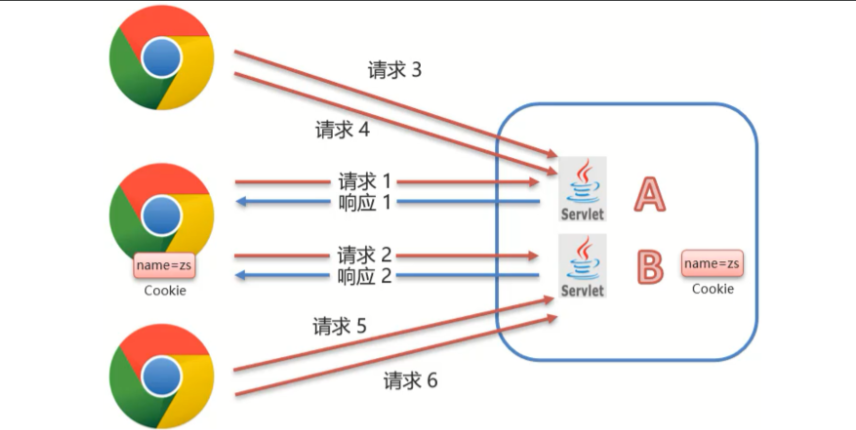 请求 3
请求 4
请求 1
响应 1
Servlet
A
请求 2
响应 2
name=zs
Cookie
Servlet
B
name=zs
Cookie
请求 5
请求 6